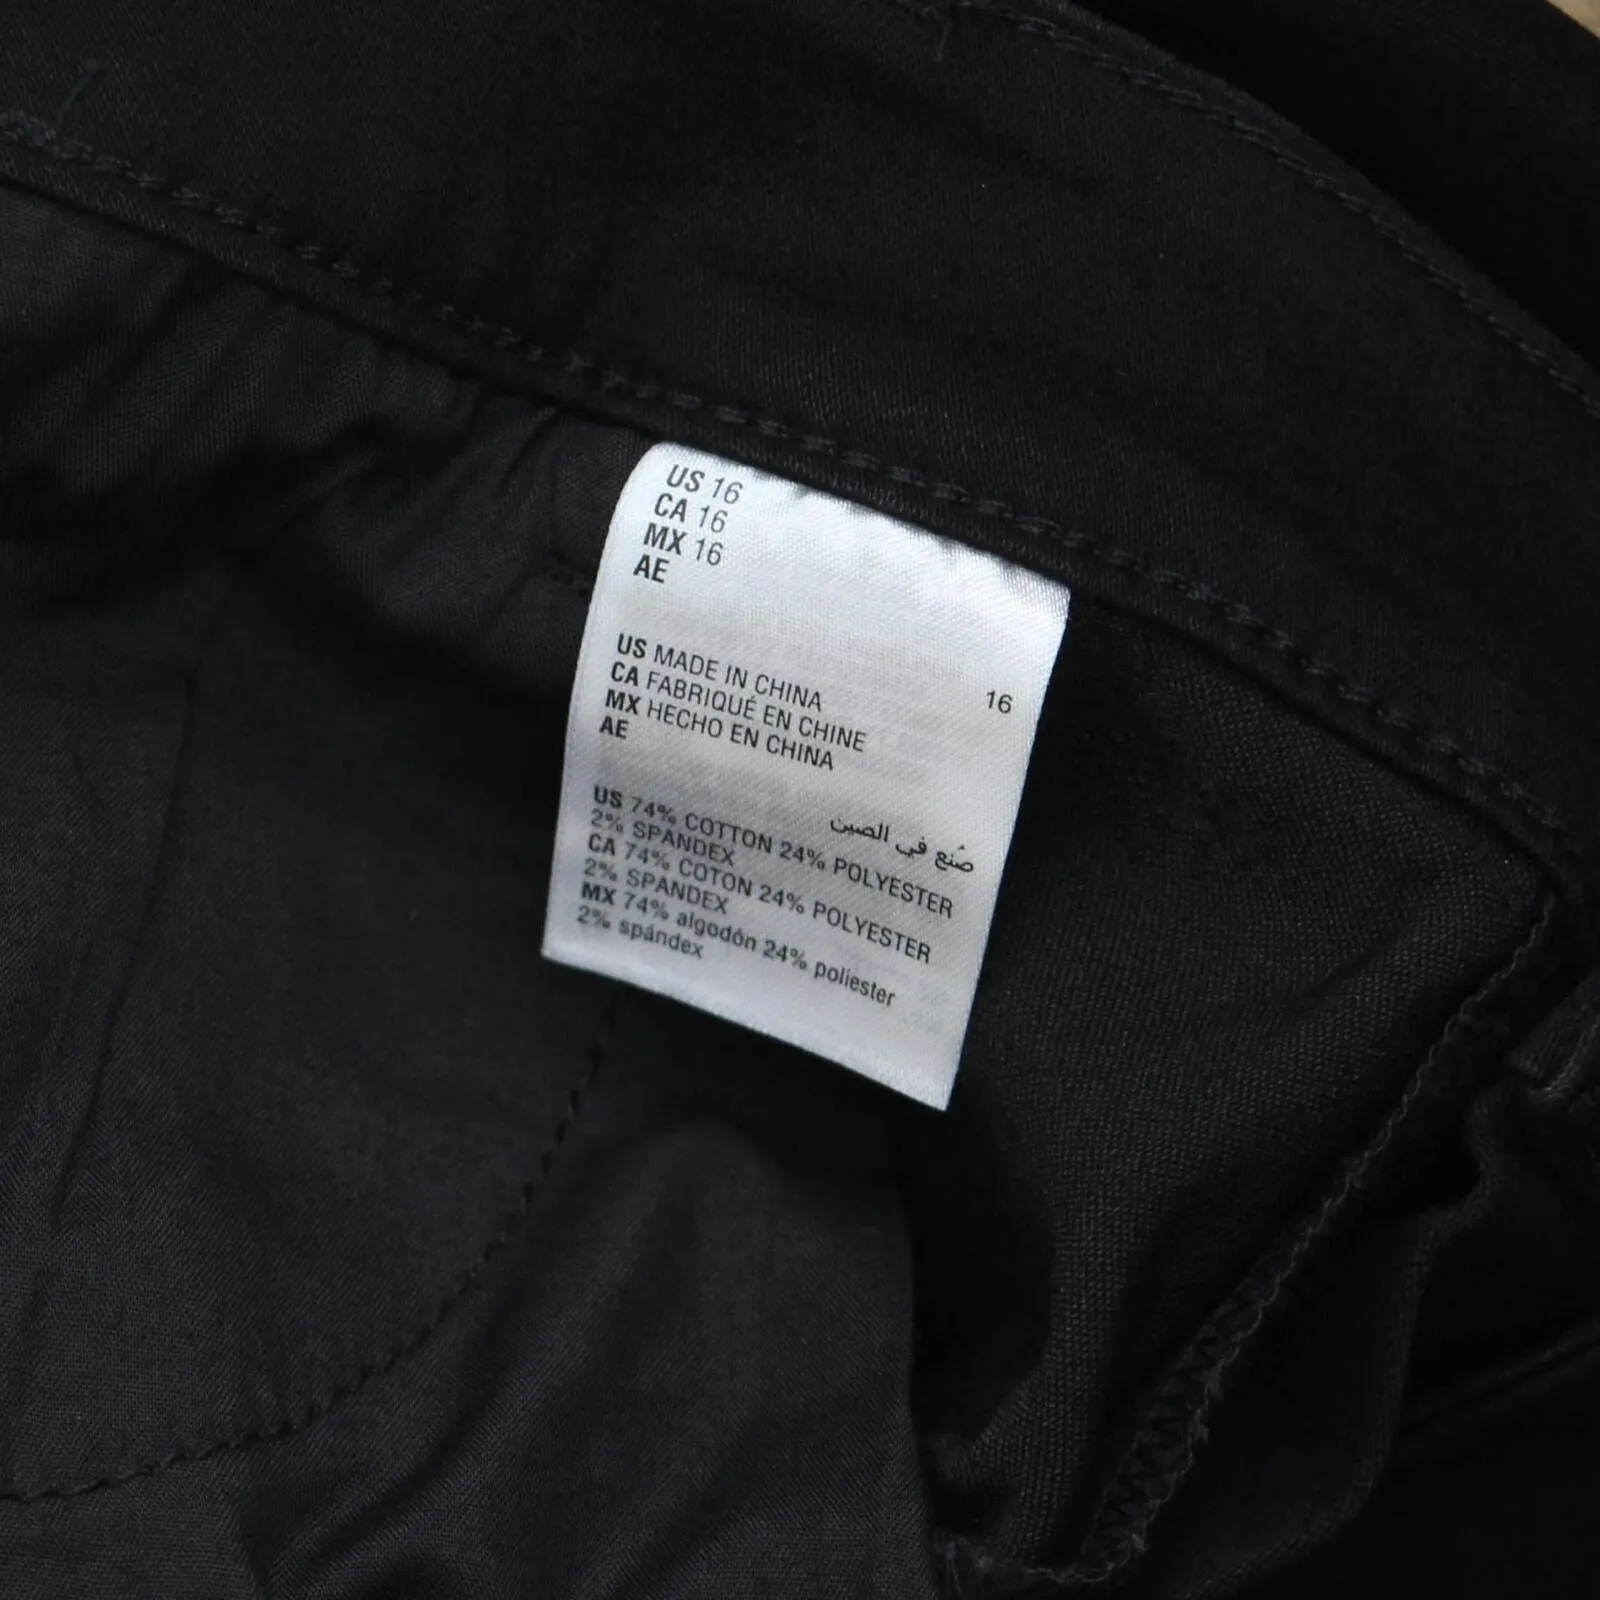 US 16
CA 16
MX 16
AE
16
US MADE IN CHINA
CA FABRIQUÉ EN CHINE
MX HECHO EN CHINA
AE
صُنع في الصين
US 74% COTTON 24% POLYESTER
2% SPANDEX
CA 74% COTON 24% POLYESTER
2% SPANDEX
MX 74% algodón 24% poliester
2% spándex